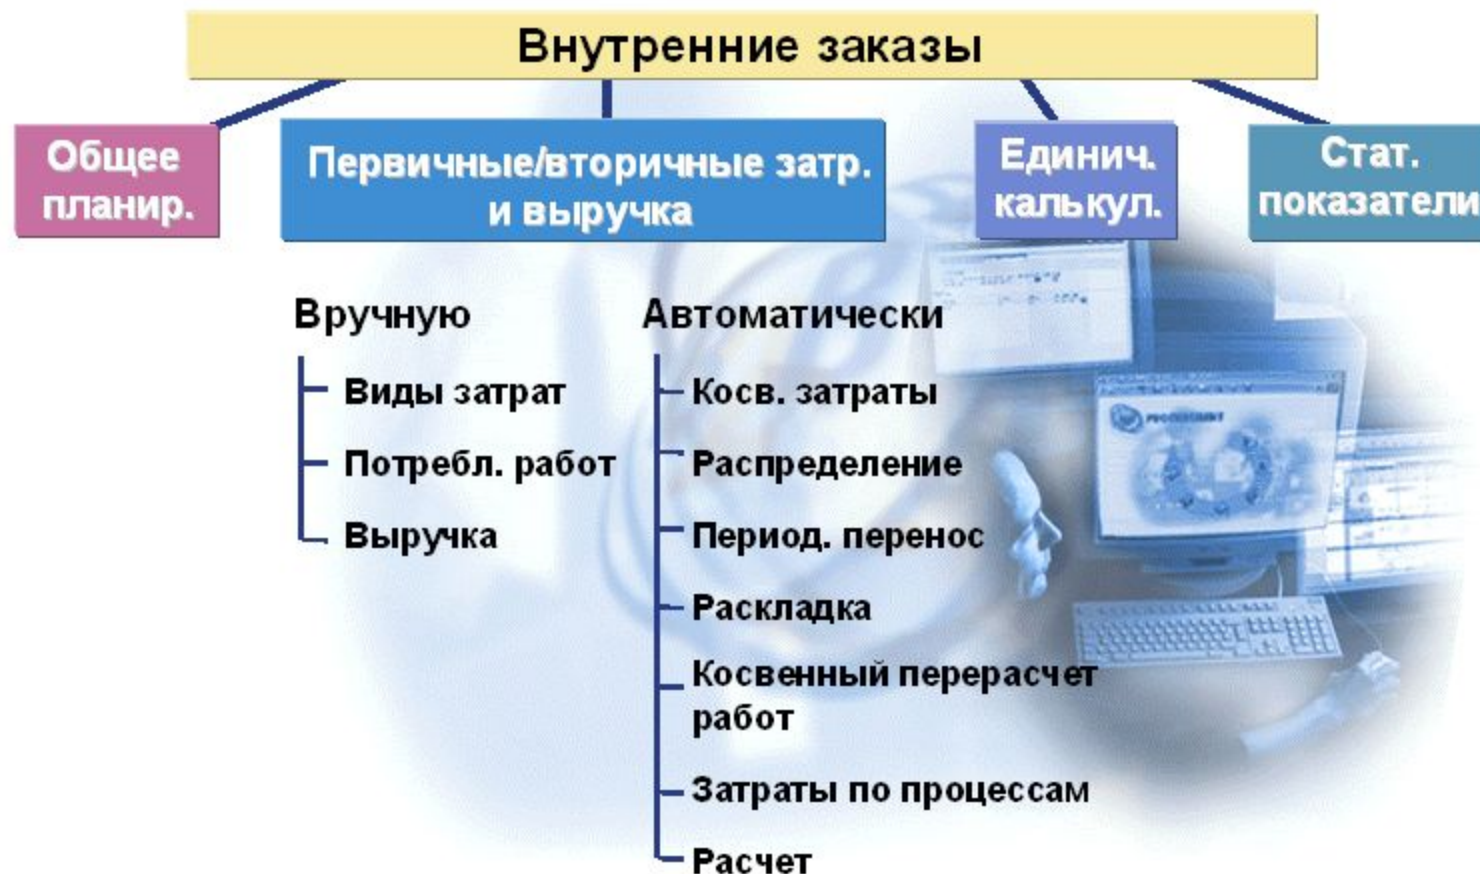 Внутренние заказы
Общее
планир.
Первичные/вторичные затр.
и выручка
Единич.
калькул.
Стат.
показатели
Вручную
Виды затрат
Потребл. работ
Выручка
Автоматически
Косв. затраты
Распределение
Период. перенос
Раскладка
Косвенный перерасчет
работ
Затраты по процессам
Расчет